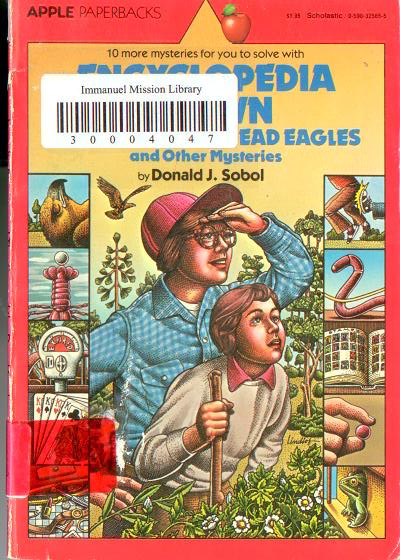 APPLE PAPERBACKS
$1.95 Scholastic / 0-590-32585-5
10 more mysteries for you to solve with
ENCYCLOPEDIA
Immanuel Mission Library
30004047
EAD EAGLES
and Other Mysteries
by Donald J. Sobol
Lindlof